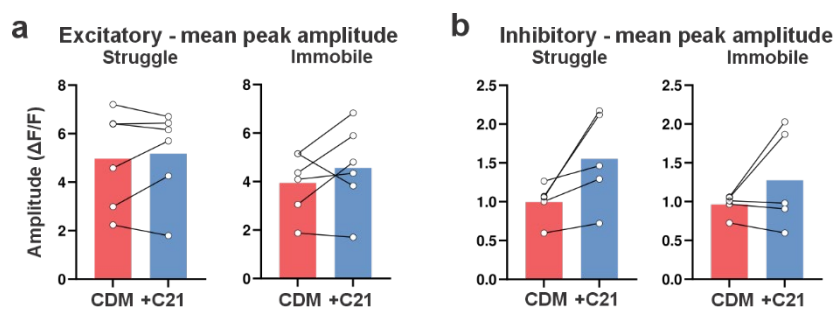 a Excitatory - mean peak amplitude
Struggle Immobile
Amplitude (ΔF/F)
8
6
4
2
0
CDM +C21
8
6
4
2
0
CDM +C21
b Inhibitory - mean peak amplitude
Struggle Immobile
2.5
2.0
1.5
1.0
0.5
0.0
CDM +C21
2.5
2.0
1.5
1.0
0.5
0.0
CDM +C21